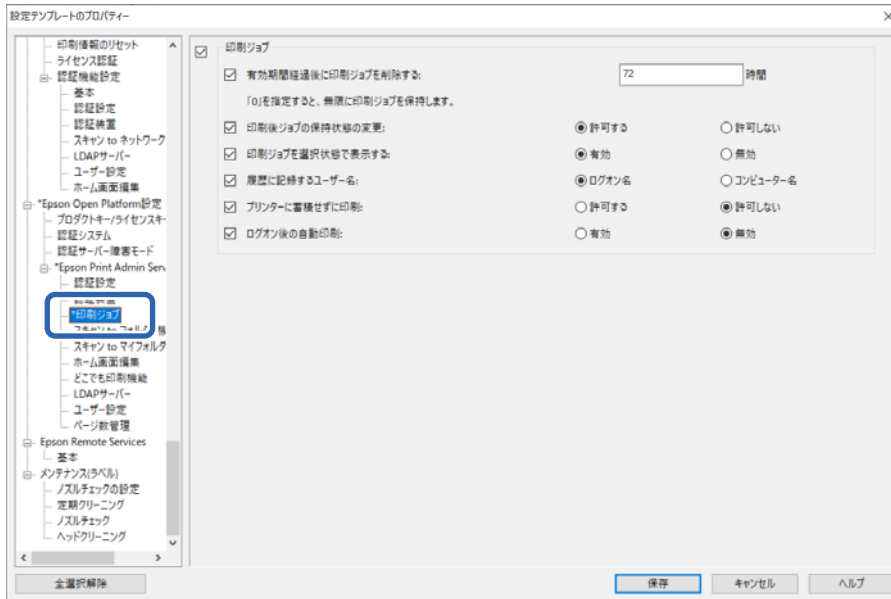 設定テンプレートのプロパティー
印刷情報のリセット
ライセンス認証
認証機能設定
基本
認証設定
認証装置
スキャン to ネットワーク
LDAPサーバー
ユーザー設定
ホーム画面編集
*Epson Open Platform設定
プロダクトキー/ライセンスキ
認証システム
認証サーバー障害モード
*Epson Print Admin Serv
認証設定
*印刷ジョブ
スキャン to マイフォルダ
ホーム画面編集
どこでも印刷機能
LDAPサーバー
ユーザー設定
ページ数管理
Epson Remote Services
基本
メンテナンス(ラベル)
ノズルチェックの設定
定期クリーニング
ノズルチェック
ヘッドクリーニング
全選択解除
印刷ジョブ
有効期間経過後に印刷ジョブを削除する: 72 時間
「0」を指定すると、無限に印刷ジョブを保持します。
印刷後ジョブの保持状態の変更: 許可する 許可しない
印刷ジョブを選択状態で表示する: 有効 無効
履歴に記録するユーザー名: ログオン名 コンピューター名
プリンターに蓄積せずに印刷: 許可する 許可しない
ログオン後の自動印刷: 有効 無効
保存 キャンセル ヘルプ